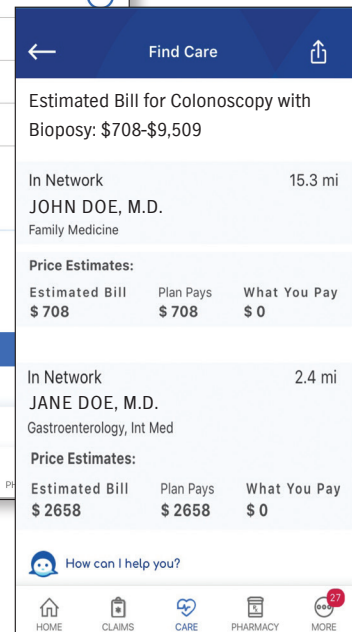 Find Care
Estimated Bill for Colonoscopy with
Bioposy: $708-$9,509
In Network 15.3 mi
JOHN DOE, M.D.
Family Medicine
Price Estimates:
Estimated Bill Plan Pays What You Pay
$ 708 $ 708 $ 0
In Network 2.4 mi
JANE DOE, M.D.
Gastroenterology, Int Med
Price Estimates:
Estimated Bill Plan Pays What You Pay
$ 2658 $ 2658 $ 0
How can I help you?
27
HOME CLAIMS CARE PHARMACY MORE